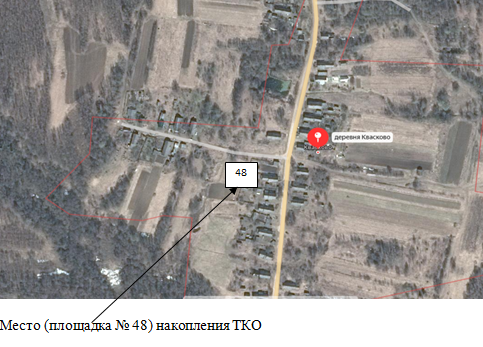 деревня Квасково
48
Место (площадка № 48) накопления ТКО